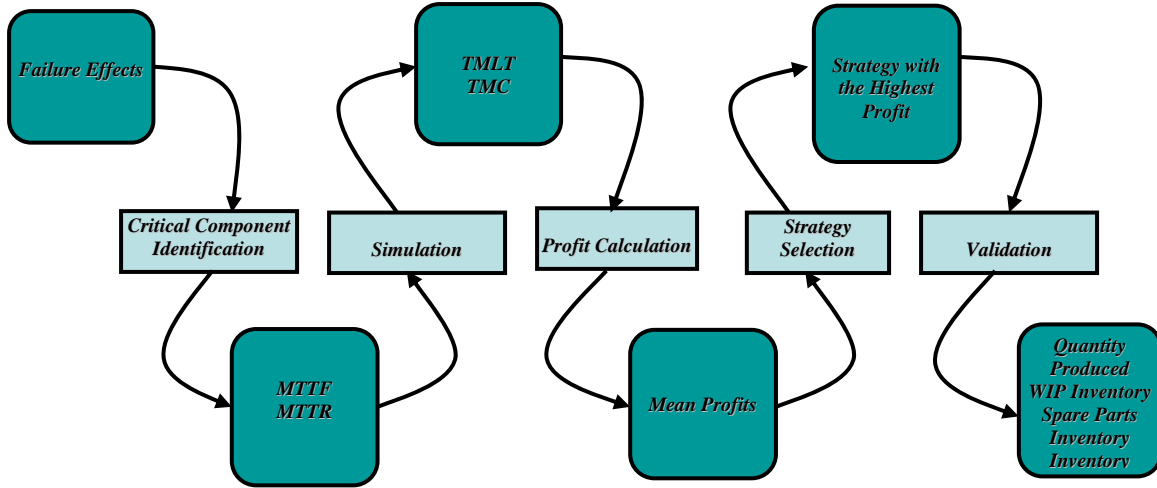 Failure Effects
Critical Component
Identification
MTTF
MTTR
Simulation
TMLT
TMC
Profit Calculation
Mean Profits
Strategy
Selection
Strategy with
the Highest
Profit
Validation
Quantity
Produced
WIP Inventory
Spare Parts
Inventory
Inventory